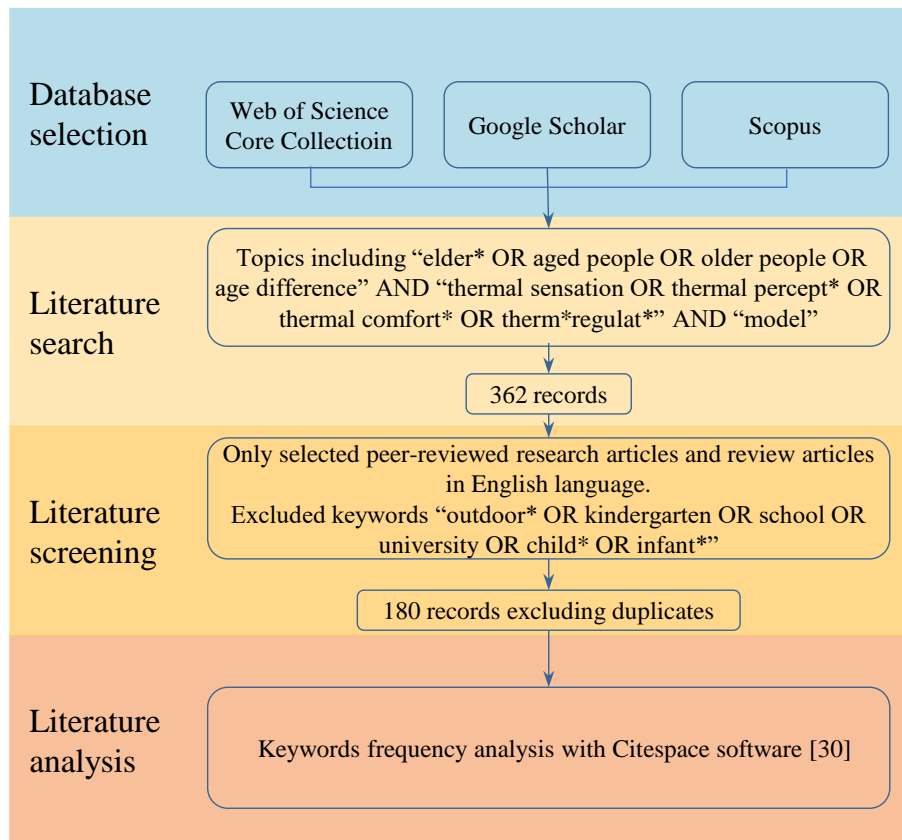 Database
selection
Web of Science
Core Collectioin
Google Scholar
Scopus
Literature
search
Topics including “elder* OR aged people OR older people OR
age difference” AND “thermal sensation OR thermal percept* OR
thermal comfort* OR therm*regulat*” AND “model”
362 records
Literature
screening
Only selected peer-reviewed research articles and review articles
in English language.
Excluded keywords “outdoor* OR kindergarten OR school OR
university OR child* OR infant*”
180 records excluding duplicates
Literature
analysis
Keywords frequency analysis with Citespace software [30]